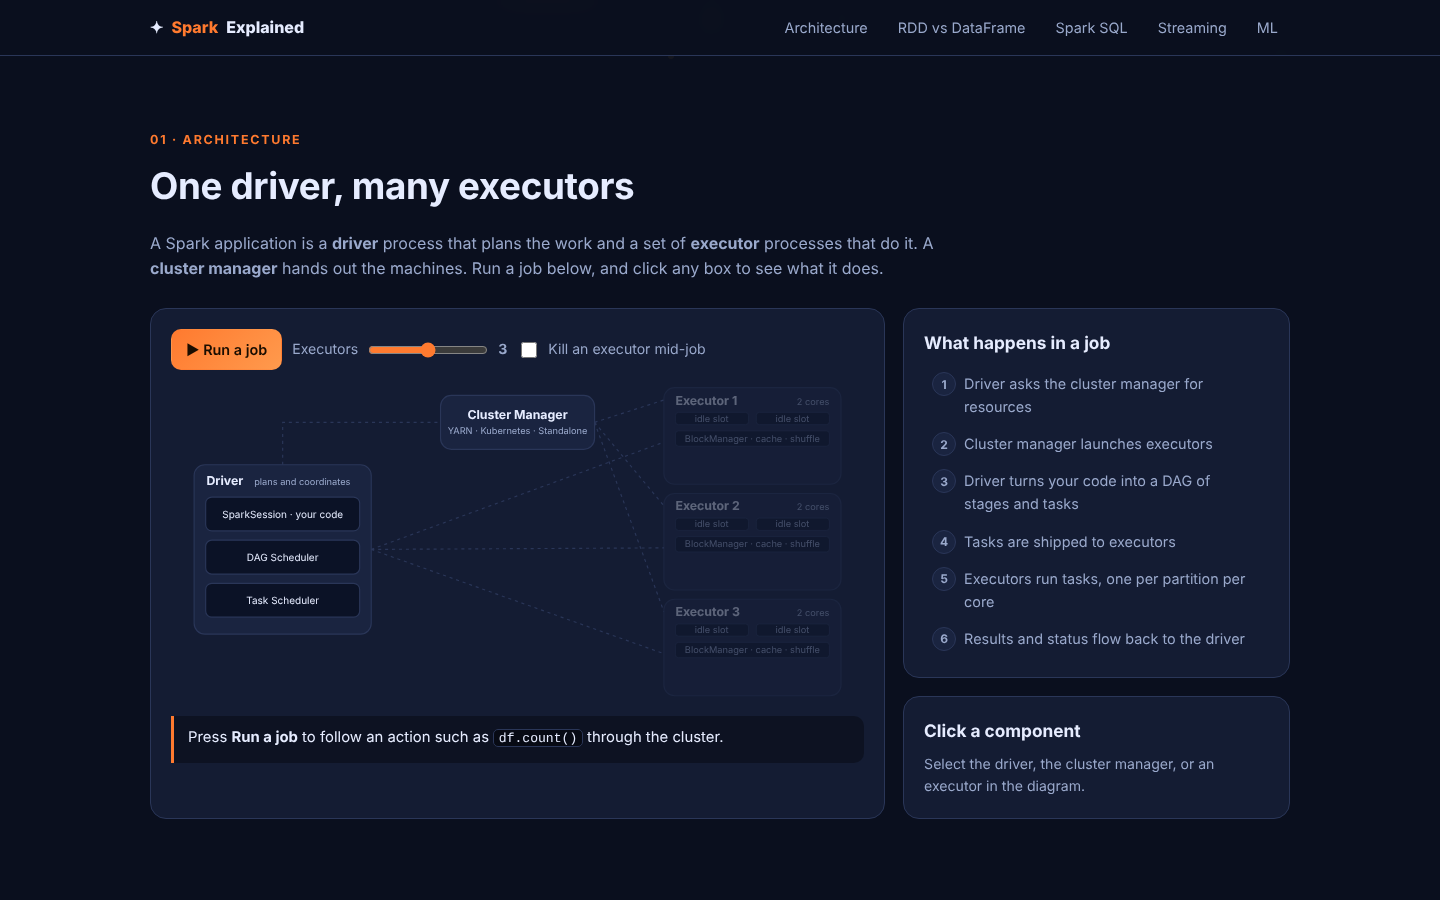 ✦ Spark Explained
Architecture RDD vs DataFrame Spark SQL Streaming ML
01 · ARCHITECTURE
One driver, many executors
A Spark application is a driver process that plans the work and a set of executor processes that do it. A
cluster manager hands out the machines. Run a job below, and click any box to see what it does.
▶ Run a job Executors 3 Kill an executor mid-job
Cluster Manager
YARN · Kubernetes · Standalone
Driver plans and coordinates
SparkSession · your code
DAG Scheduler
Task Scheduler
Executor 1 2 cores
idle slot idle slot
BlockManager · cache · shuffle
Executor 2 2 cores
idle slot idle slot
BlockManager · cache · shuffle
Executor 3 2 cores
idle slot idle slot
BlockManager · cache · shuffle
Press Run a job to follow an action such as df.count() through the cluster.
What happens in a job
1 Driver asks the cluster manager for
resources
2 Cluster manager launches executors
3 Driver turns your code into a DAG of
stages and tasks
4 Tasks are shipped to executors
5 Executors run tasks, one per partition per
core
6 Results and status flow back to the driver
Click a component
Select the driver, the cluster manager, or an
executor in the diagram.